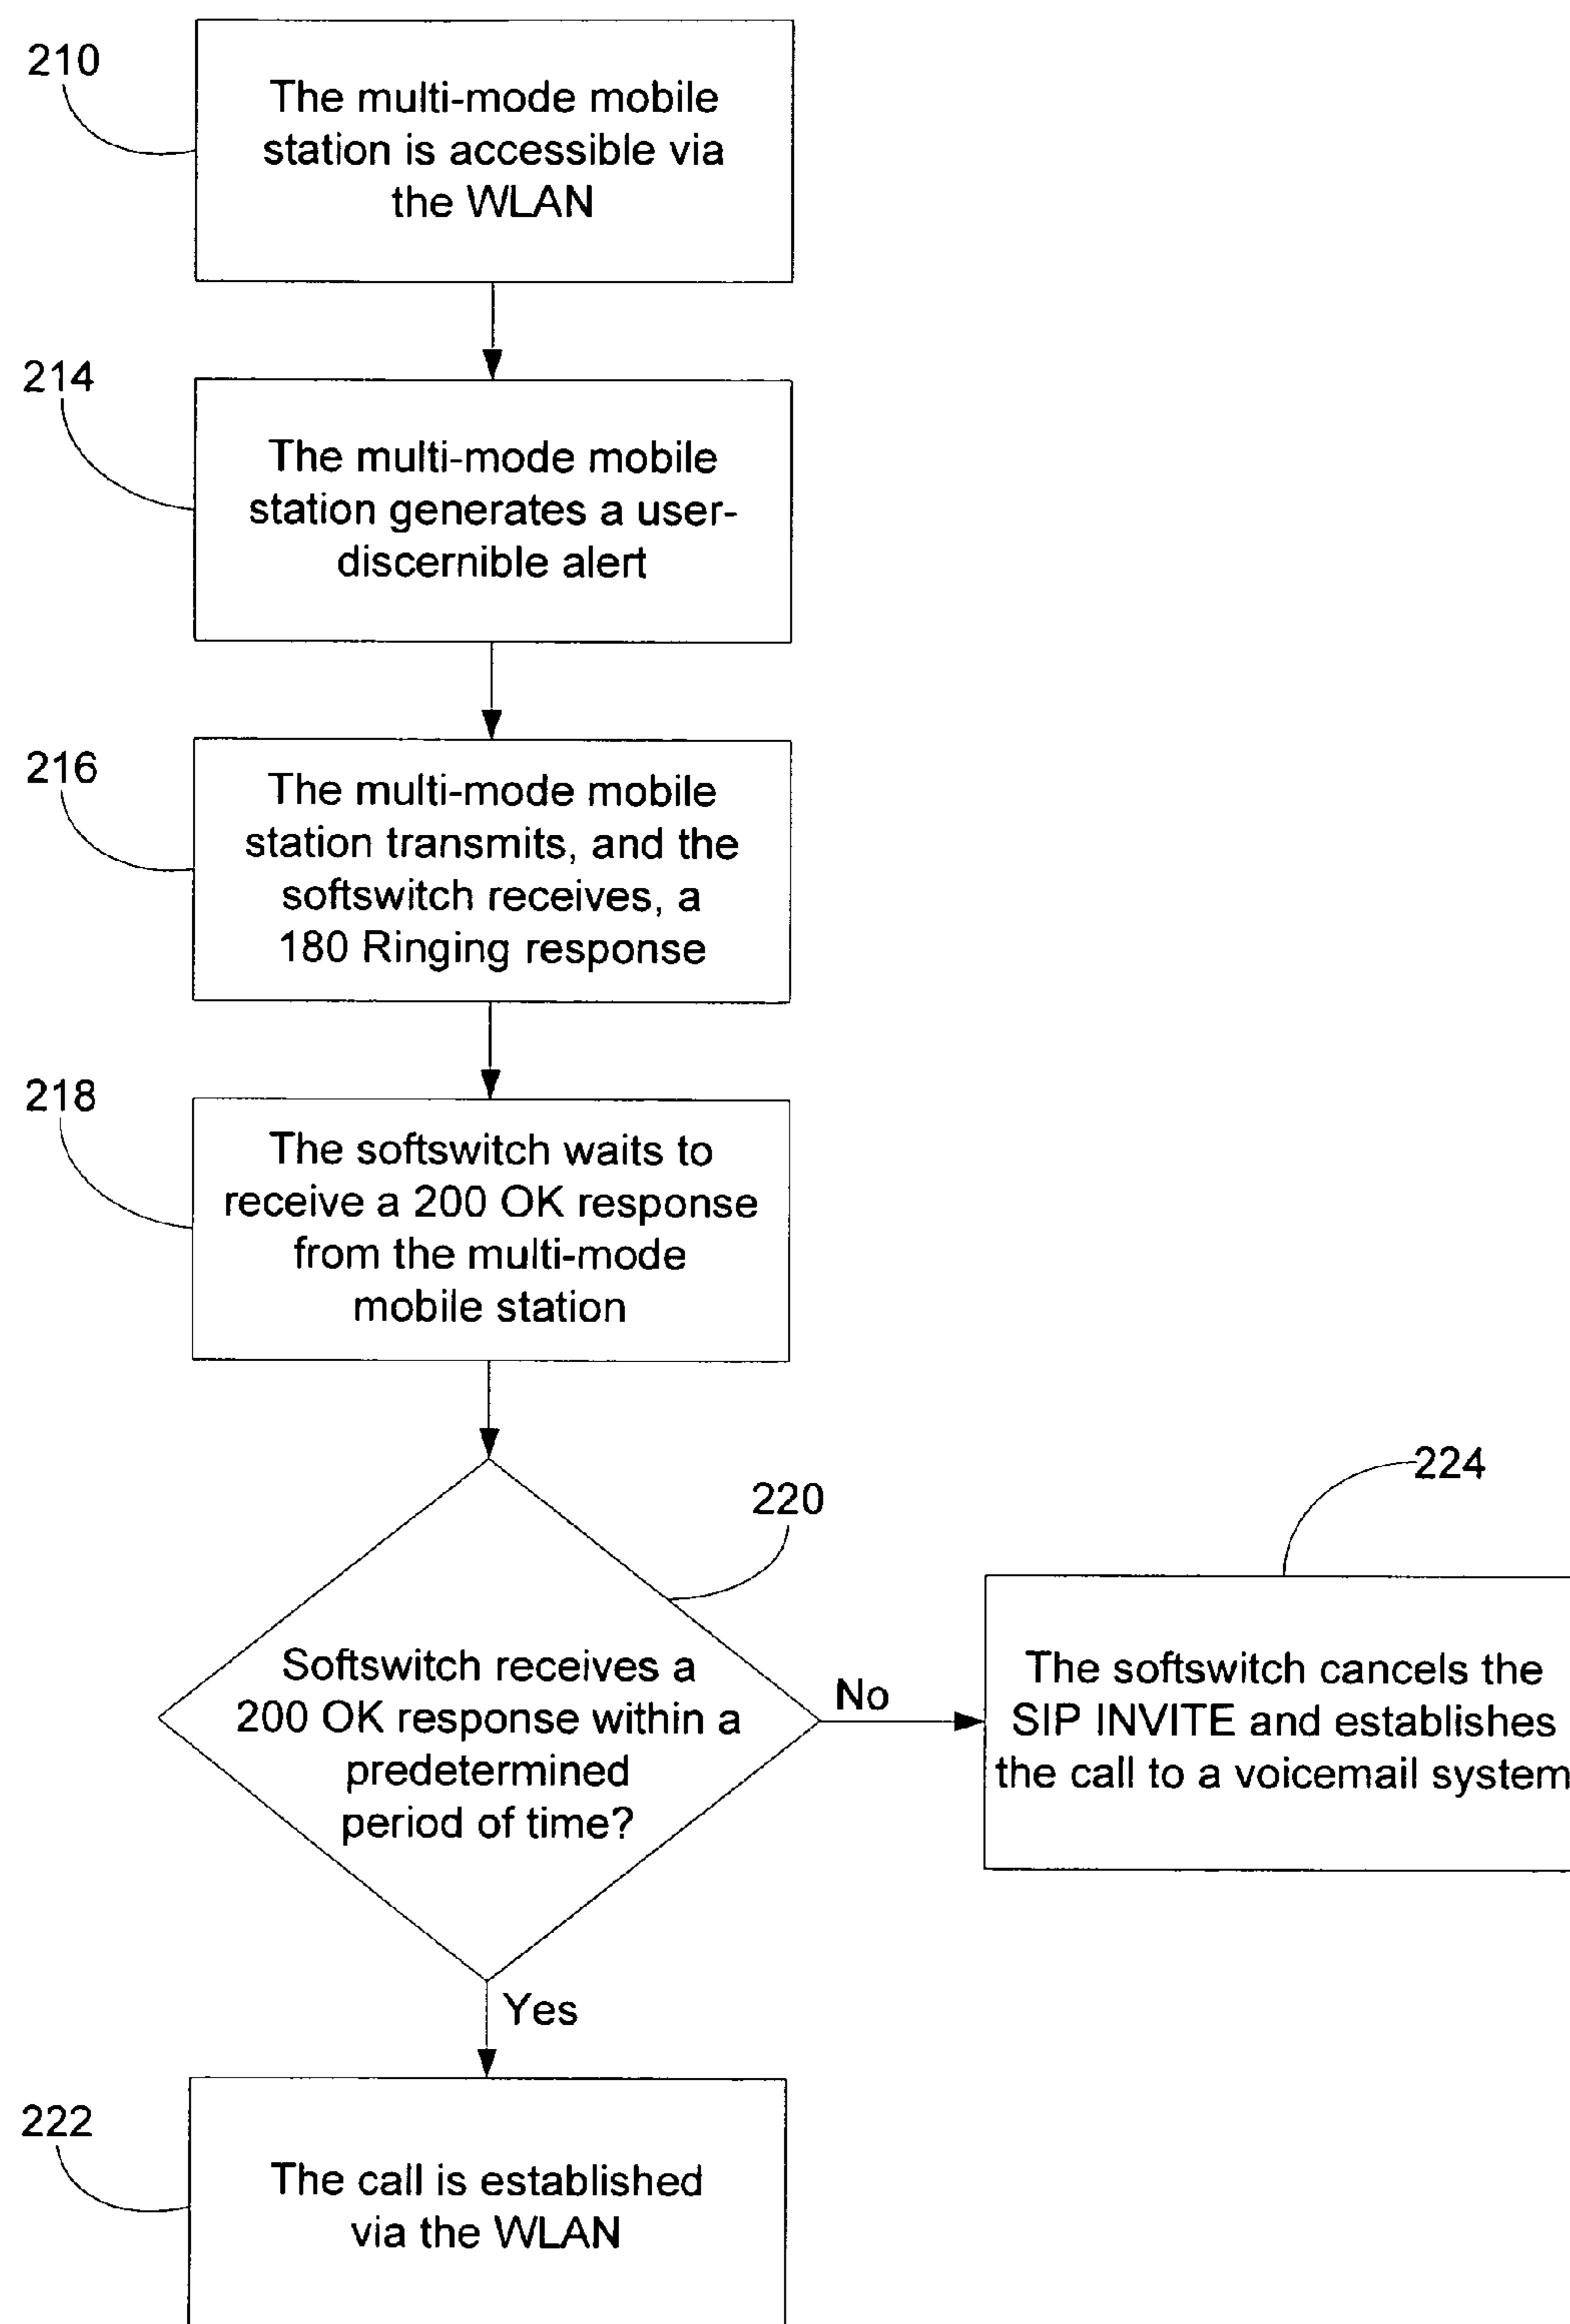 210
The multi-mode mobile
station is accessible via
the WLAN
214
The multi-mode mobile
station generates a user-
discernible alert
216
The multi-mode mobile
station transmits, and the
softswitch receives, a
180 Ringing response
218
The softswitch waits to
receive a 200 OK response
from the multi-mode
mobile station
220
Softswitch receives a
200 OK response within a
predetermined
period of time?
No
224
The softswitch cancels the
SIP INVITE and establishes
the call to a voicemail system
Yes
222
The call is established
via the WLAN